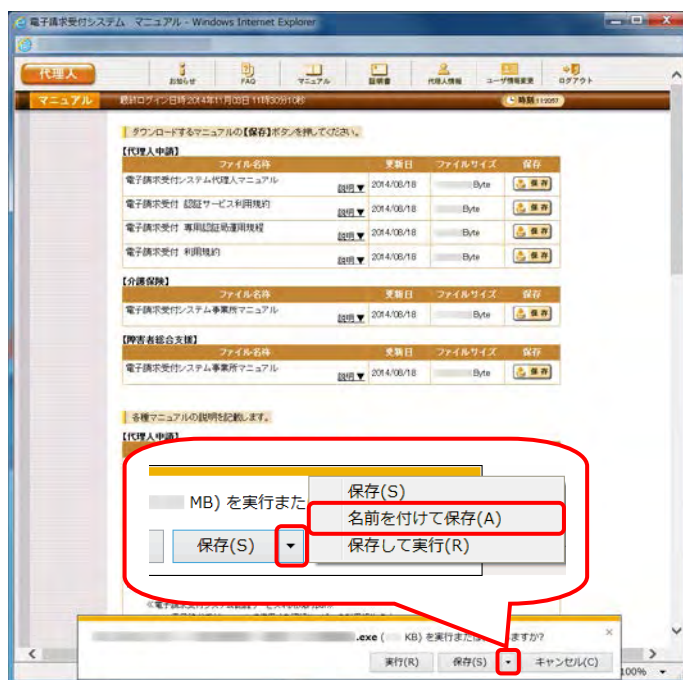 電子請求受付システム マニュアル - Windows Internet Explorer
代理人
お知らせ FAQ マニュアル 証明書 代理人情報 ユーザ情報変更 ログアウト
マニュアル 最終ログイン日時:2014年11月03日 11時30分10秒 時刻 11:20:57
ダウンロードするマニュアルの【保存】ボタンを押してください。
【代理人申請】
ファイル名称 更新日 ファイルサイズ 保存
電子請求受付システム代理人マニュアル 説明▼ 2014/08/18 Byte 保存
電子請求受付 認証サービス利用規約 説明▼ 2014/08/18 Byte 保存
電子請求受付 専用認証局運用規程 説明▼ 2014/08/18 Byte 保存
電子請求受付 利用規約 説明▼ 2014/08/18 Byte 保存
【介護保険】
ファイル名称 更新日 ファイルサイズ 保存
電子請求受付システム事業所マニュアル 説明▼ 2014/08/18 Byte 保存
【障害者総合支援】
ファイル名称 更新日 ファイルサイズ 保存
電子請求受付システム事業所マニュアル 説明▼ 2014/08/18 Byte 保存
各種マニュアルの説明を記載します。
【代理人申請】
MB) を実行また
保存(S) ▼
保存(S)
名前を付けて保存(A)
保存して実行(R)
.exe ( KB) を実行または ますか?
×
実行(R) 保存(S) ▼ キャンセル(C)
100%